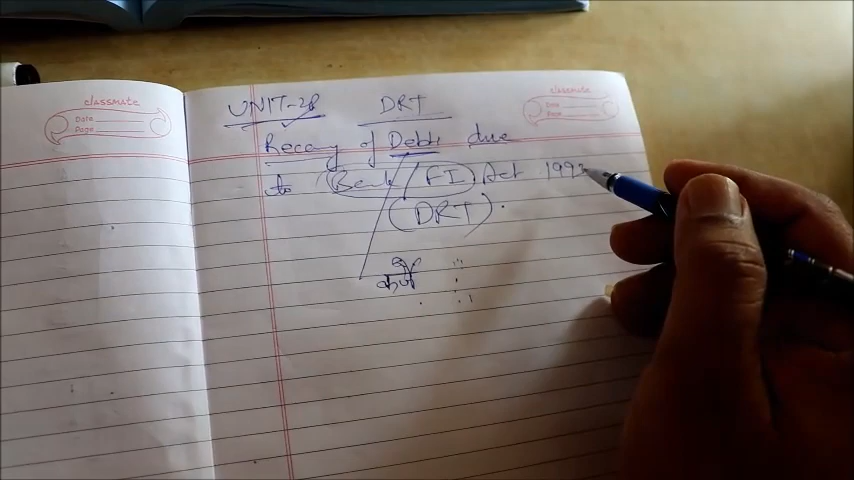 classmate
Date
Page
classmate
Date
Page
UNIT-28 DRT
Recovery of Debts due
to (Bank / FI) Act 1993
(DRT).